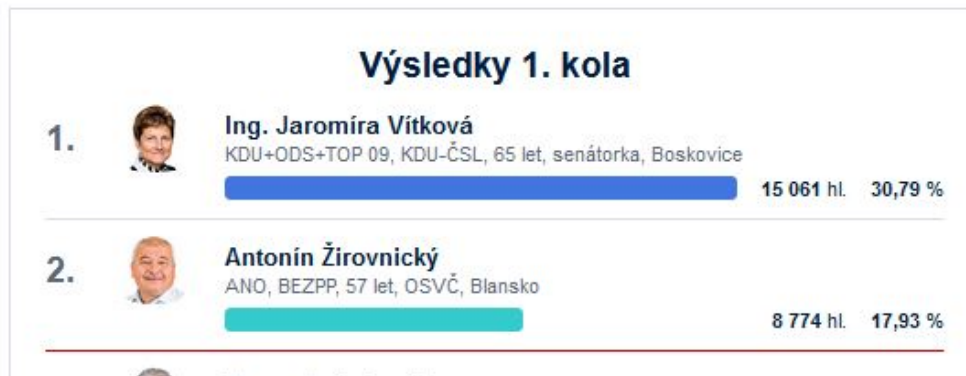 Výsledky 1. kola
1.
Ing. Jaromíra Vítková
KDU+ODS+TOP 09, KDU-ČSL, 65 let, senátorka, Boskovice
15 061 hl. 30,79 %
2.
Antonín Žirovnický
ANO, BEZPP, 57 let, OSVČ, Blansko
8 774 hl. 17,93 %